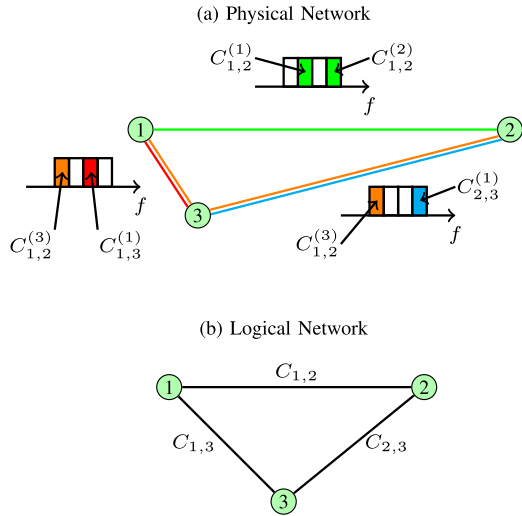 (a) Physical Network
C_{1,2}^{(1)} C_{1,2}^{(2)}
f
1 2
C_{2,3}^{(1)}
3
f f
C_{1,2}^{(3)} C_{1,3}^{(1)} C_{1,2}^{(3)}
(b) Logical Network
C_{1,2}
1 2
C_{1,3} C_{2,3}
3